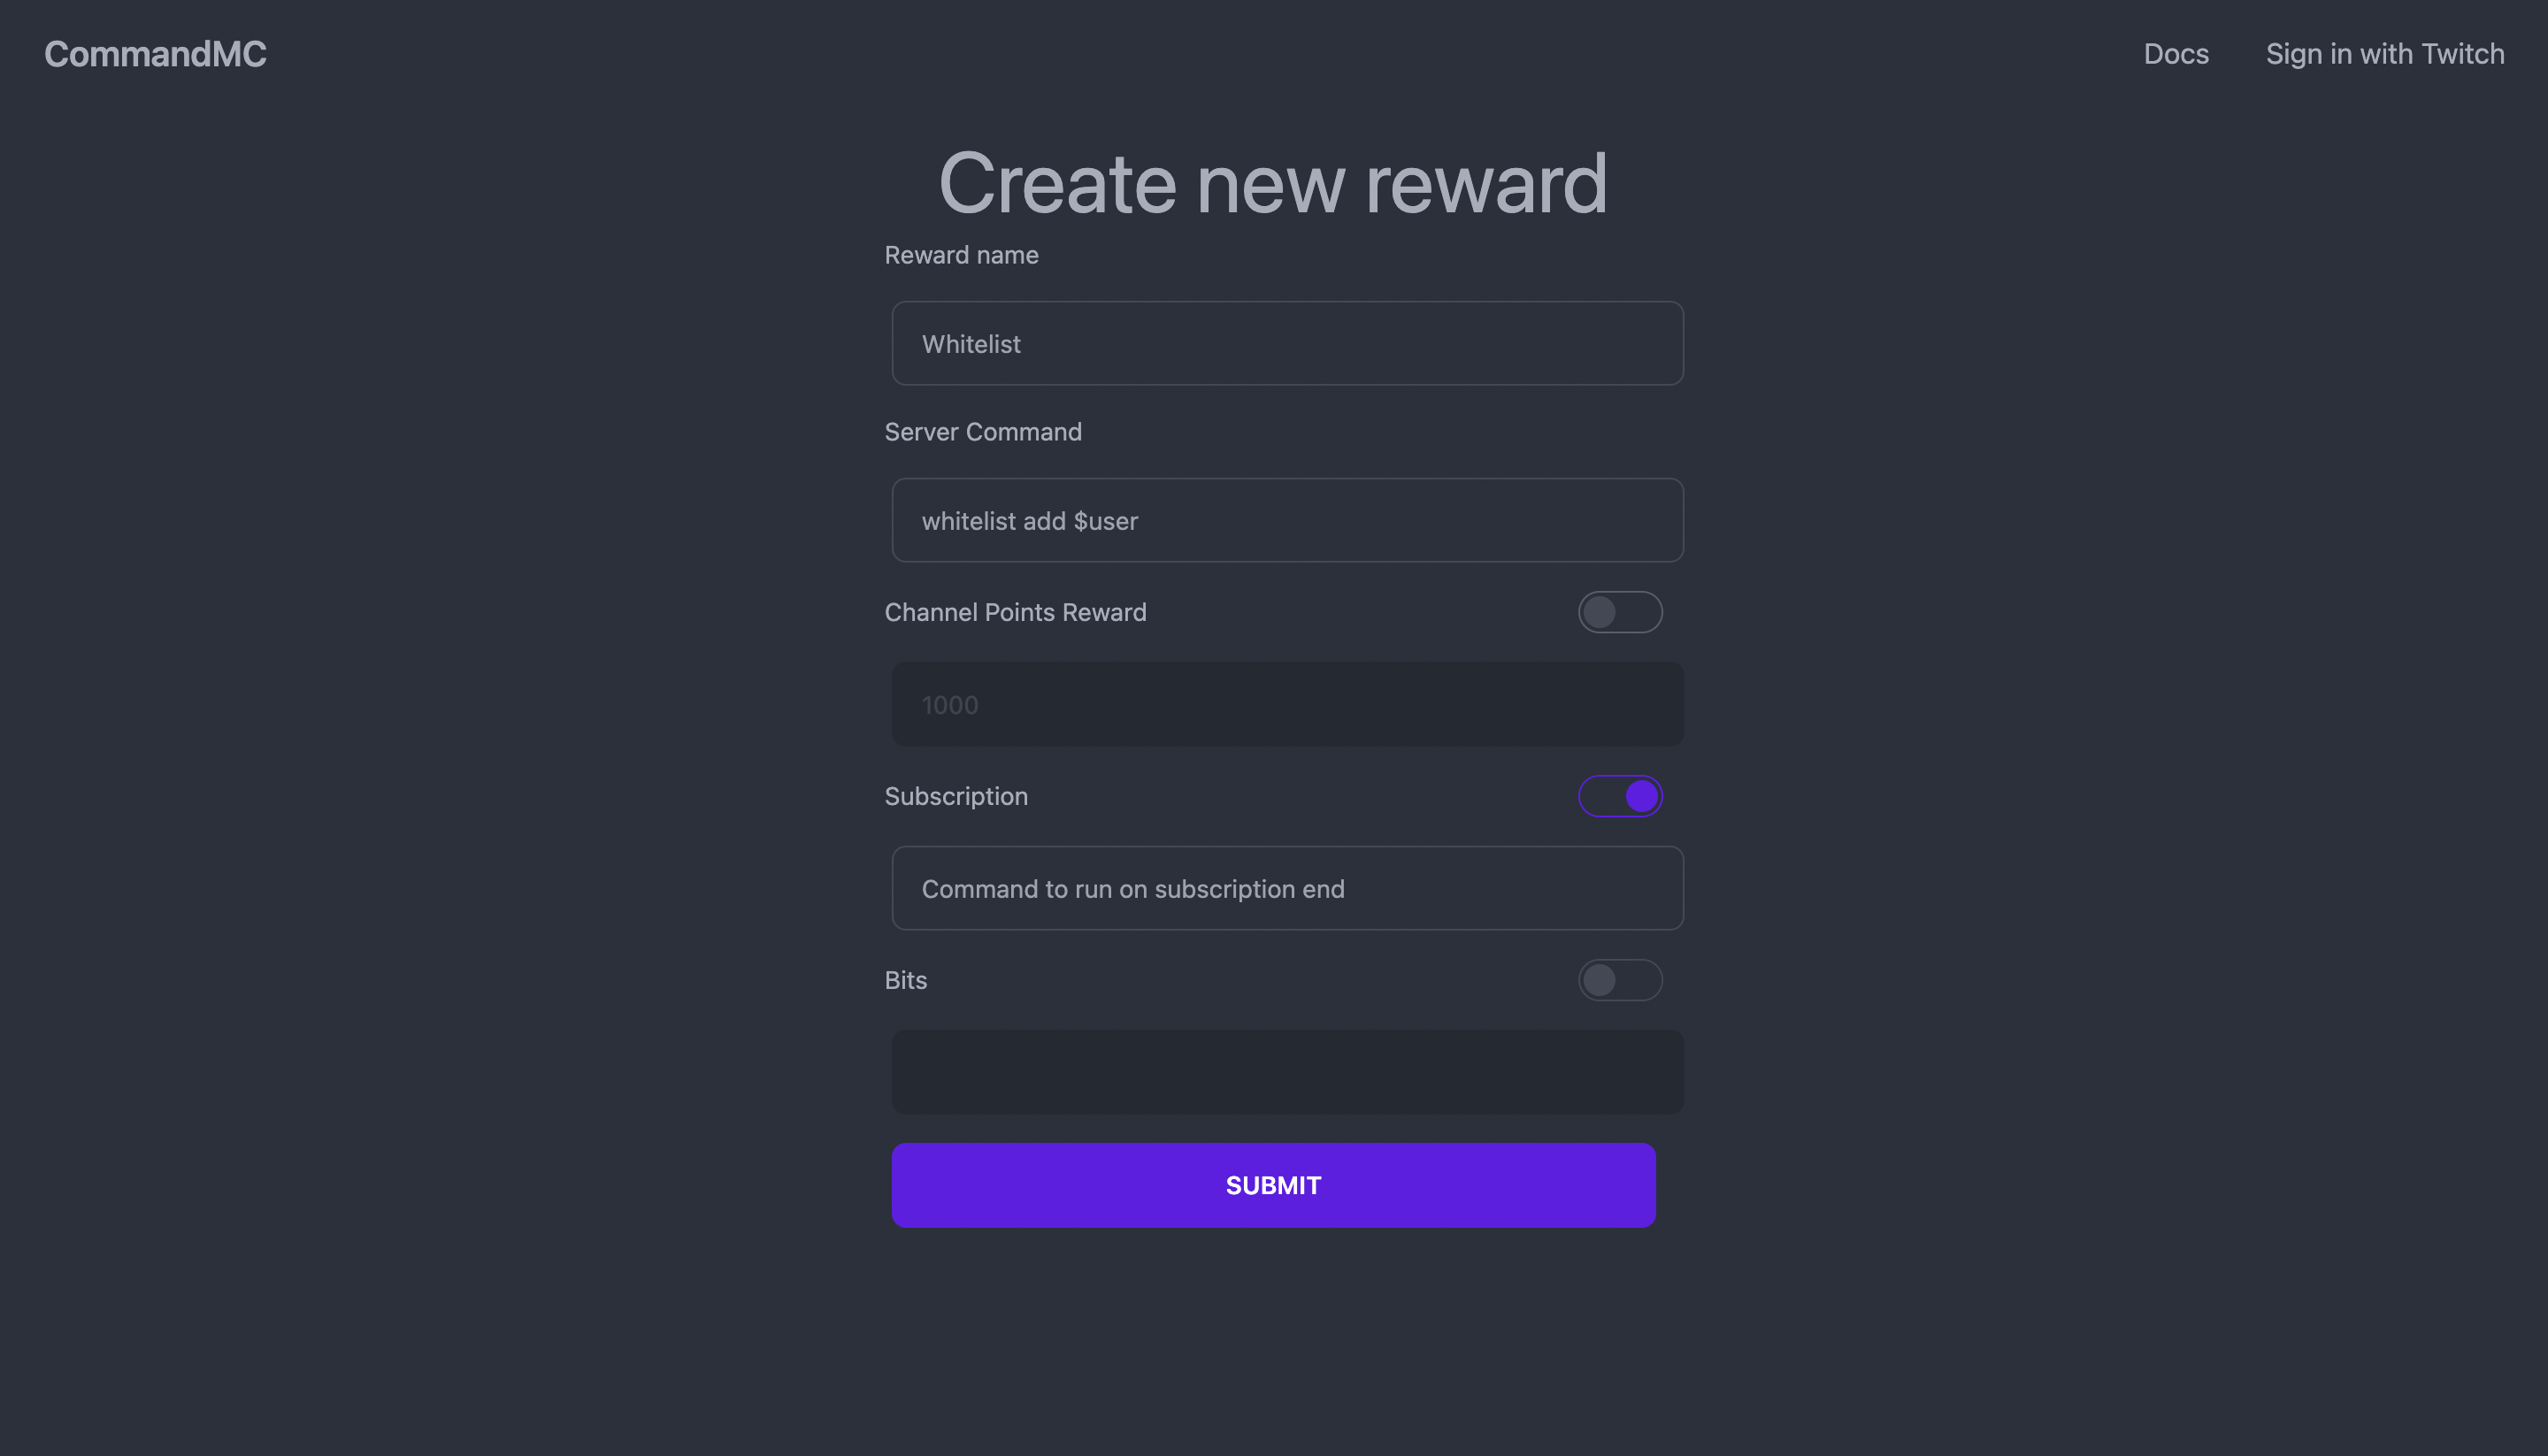 CommandMC
Docs
Sign in with Twitch
Create new reward
Reward name
Whitelist
Server Command
whitelist add $user
Channel Points Reward
1000
Subscription
Command to run on subscription end
Bits
SUBMIT